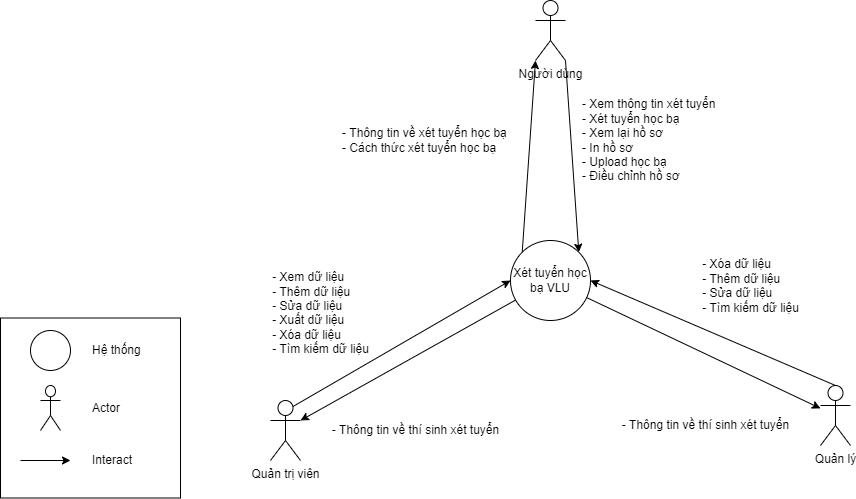 Người dùng
- Thông tin về xét tuyển học bạ
- Cách thức xét tuyển học bạ
- Xem thông tin xét tuyển
- Xét tuyển học bạ
- Xem lại hồ sơ
- In hồ sơ
- Upload học bạ
- Điều chỉnh hồ sơ
Xét tuyển học
bạ VLU
- Xem dữ liệu
- Thêm dữ liệu
- Sửa dữ liệu
- Xuất dữ liệu
- Xóa dữ liệu
- Tìm kiếm dữ liệu
- Xóa dữ liệu
- Thêm dữ liệu
- Sửa dữ liệu
- Tìm kiếm dữ liệu
- Thông tin về thí sinh xét tuyển
Quản trị viên
- Thông tin về thí sinh xét tuyển
Quản lý
Hệ thống
Actor
Interact